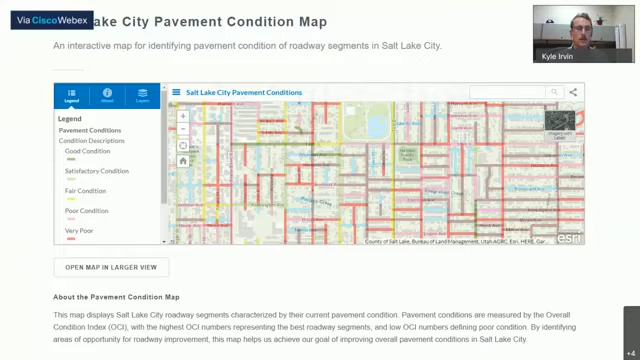 Via CiscoWebex
Lake City Pavement Condition Map
An interactive map for identifying pavement condition of roadway segments in Salt Lake City.
Kyle Irvin
Legend
About
Layers
Salt Lake City Pavement Conditions
Legend
Pavement Conditions
Condition Descriptions
Good Condition
Satisfactory Condition
Fair Condition
Poor Condition
Very Poor
Imagery with Labels
County of Salt Lake, Bureau of Land Management, Utah AGRC, Esri, HERE, Gar...
esri
OPEN MAP IN LARGER VIEW
About the Pavement Condition Map
This map displays Salt Lake City roadway segments characterized by their current pavement condition. Pavement conditions are measured by the Overall
Condition Index (OCI), with the highest OCI numbers representing the best roadway segments, and low OCI numbers defining poor condition. By identifying
areas of opportunity for roadway improvement, this map helps us achieve our goal of improving overall pavement conditions in Salt Lake City.
+4